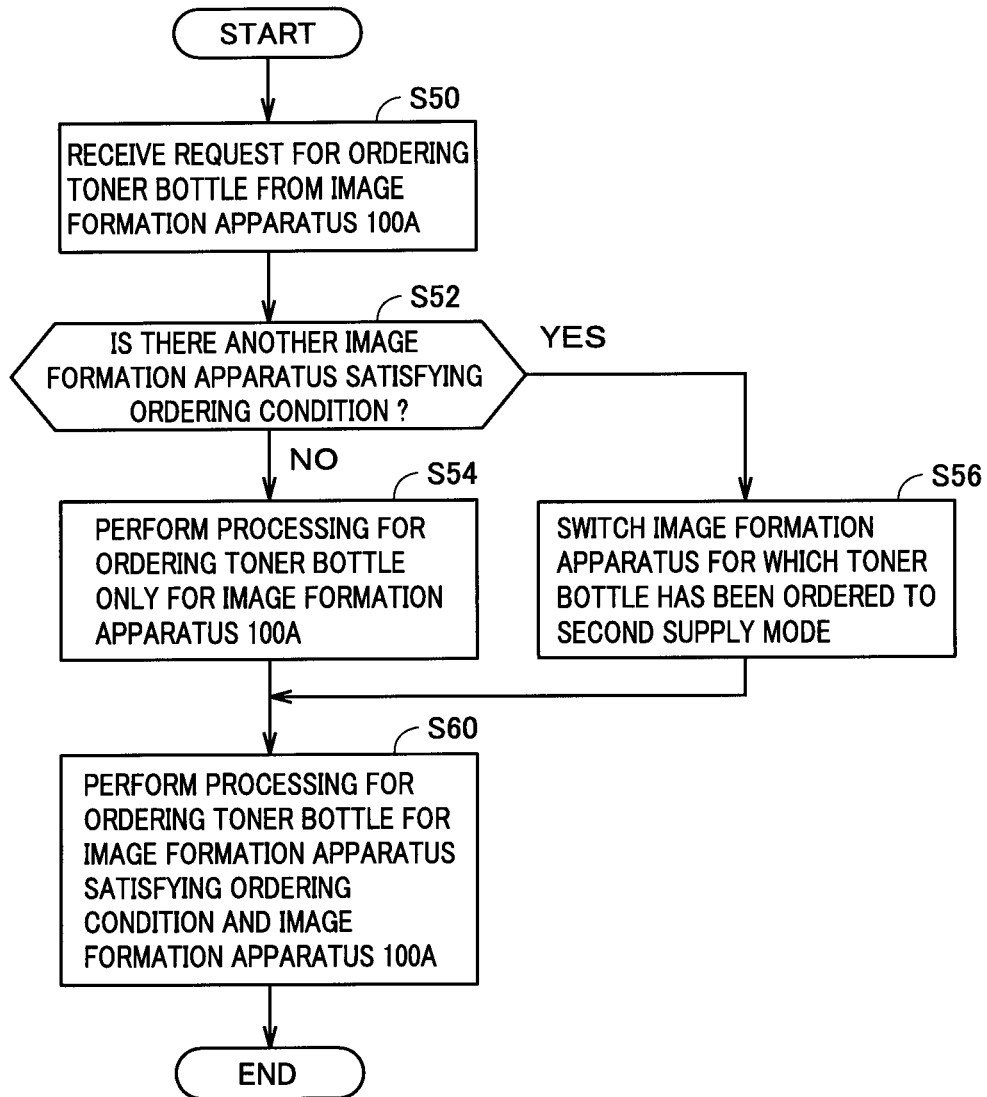 START
S50
RECEIVE REQUEST FOR ORDERING
TONER BOTTLE FROM IMAGE
FORMATION APPARATUS 100A
S52
IS THERE ANOTHER IMAGE
FORMATION APPARATUS SATISFYING
ORDERING CONDITION ?
YES
NO
S54
PERFORM PROCESSING FOR
ORDERING TONER BOTTLE
ONLY FOR IMAGE FORMATION
APPARATUS 100A
S56
SWITCH IMAGE FORMATION
APPARATUS FOR WHICH TONER
BOTTLE HAS BEEN ORDERED TO
SECOND SUPPLY MODE
S60
PERFORM PROCESSING FOR
ORDERING TONER BOTTLE FOR
IMAGE FORMATION APPARATUS
SATISFYING ORDERING
CONDITION AND IMAGE
FORMATION APPARATUS 100A
END